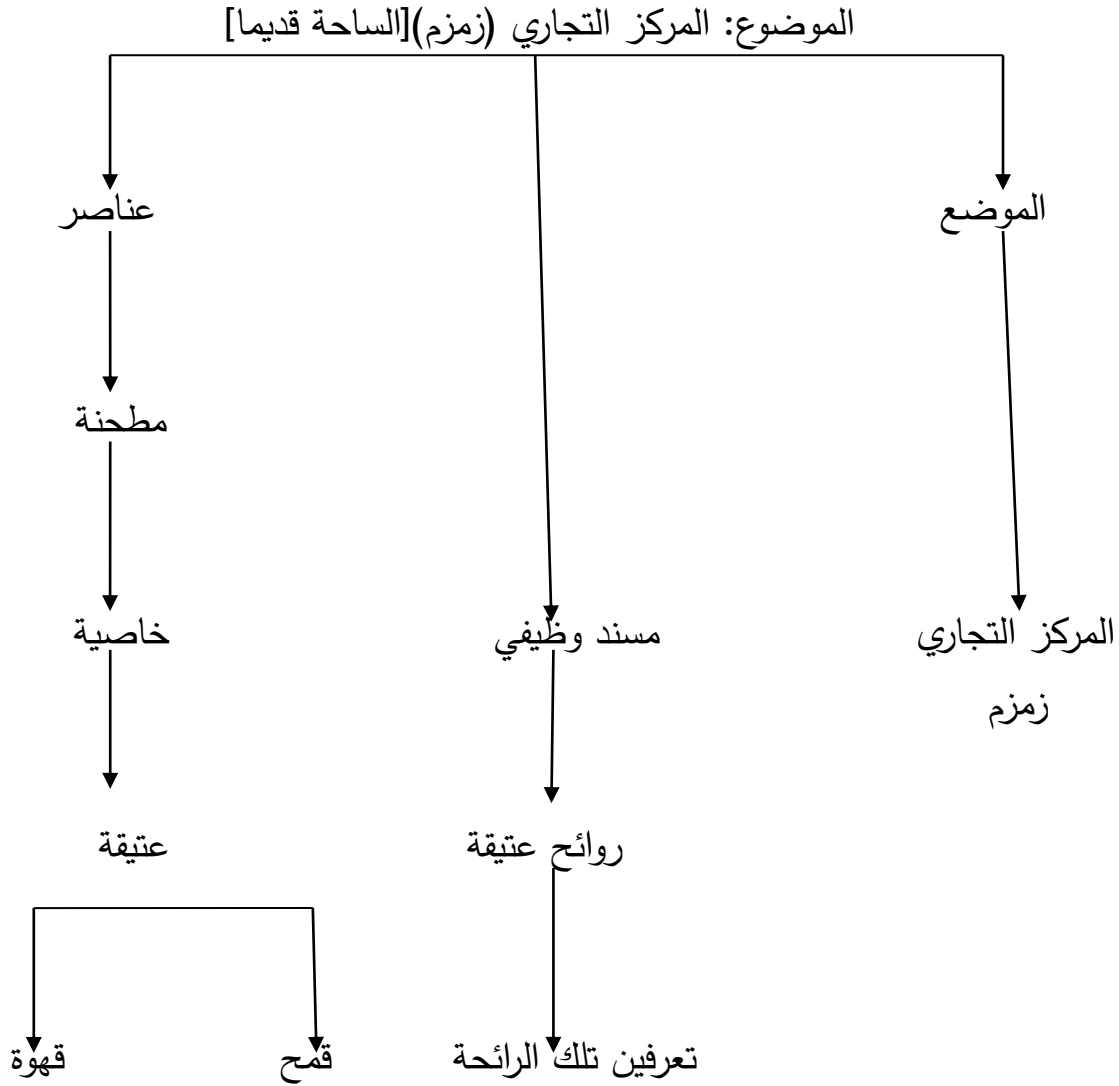 الموضوع: المركز التجاري (زمزم)[الساحة قديما]
الموضع
عناصر
مطحنة
المركز التجاري
زمزم
مسند وظيفي
خاصية
روائح عتيقة
عتيقة
تعرفين تلك الرائحة
قمح
قهوة